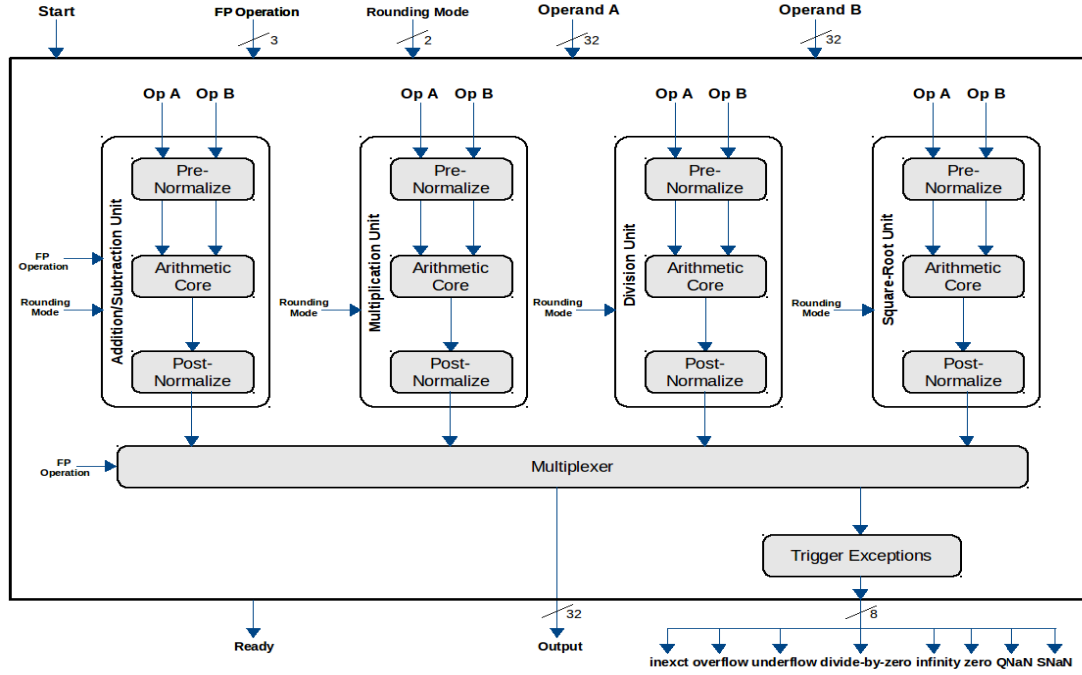 Start
FP Operation
Rounding Mode
Operand A
Operand B
3
2
32
32
Op A Op B
Op A Op B
Op A Op B
Op A Op B
Addition/Subtraction Unit
Pre-
Normalize
FP
Operation
Arithmetic
Core
Rounding
Mode
Post-
Normalize
Multiplication Unit
Pre-
Normalize
Arithmetic
Core
Rounding
Mode
Post-
Normalize
Division Unit
Pre-
Normalize
Arithmetic
Core
Rounding
Mode
Post-
Normalize
Square-Root Unit
Pre-
Normalize
Arithmetic
Core
Rounding
Mode
Post-
Normalize
FP
Operation
Multiplexer
Trigger Exceptions
32
8
Ready
Output
inexct overflow underflow divide-by-zero infinity zero QNaN SNaN